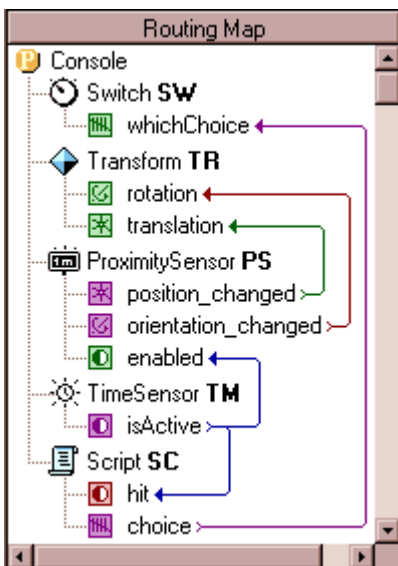 Routing Map
Console
Switch SW
whichChoice
Transform TR
rotation
translation
ProximitySensor PS
position_changed
orientation_changed
enabled
TimeSensor TM
isActive
Script SC
hit
choice